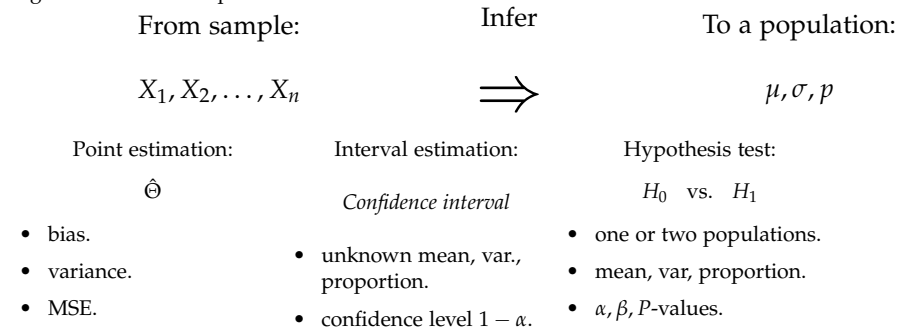 From sample: Infer To a population:
X₁, X₂, . . . , Xₙ ⟹ μ, σ, p
Point estimation:
Θ̂
• bias.
• variance.
• MSE.
Interval estimation:
Confidence interval
• unknown mean, var.,
proportion.
• confidence level 1 − α.
Hypothesis test:
H₀ vs. H₁
• one or two populations.
• mean, var, proportion.
• α, β, P-values.